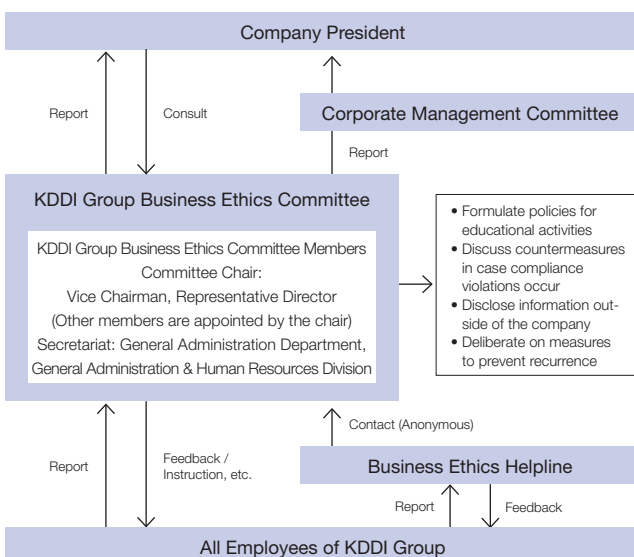 Company President
Report
Consult
Corporate Management Committee
Report
KDDI Group Business Ethics Committee
KDDI Group Business Ethics Committee Members
Committee Chair:
Vice Chairman, Representative Director
(Other members are appointed by the chair)
Secretariat: General Administration Department,
General Administration & Human Resources Division
• Formulate policies for
educational activities
• Discuss countermeasures
in case compliance
violations occur
• Disclose information out-
side of the company
• Deliberate on measures
to prevent recurrence
Report
Feedback /
Instruction, etc.
Contact (Anonymous)
Business Ethics Helpline
Report
Feedback
All Employees of KDDI Group